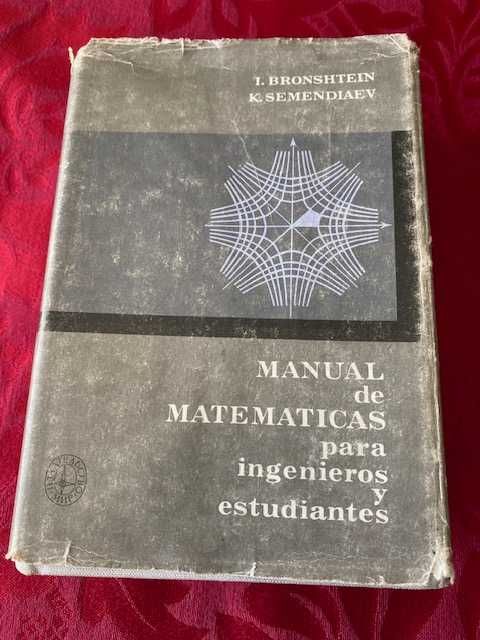 I. BRONSHTEIN
K. SEMENDIAEV
MANUAL
de
MATEMATICAS
para
ingenieros
y
estudiantes